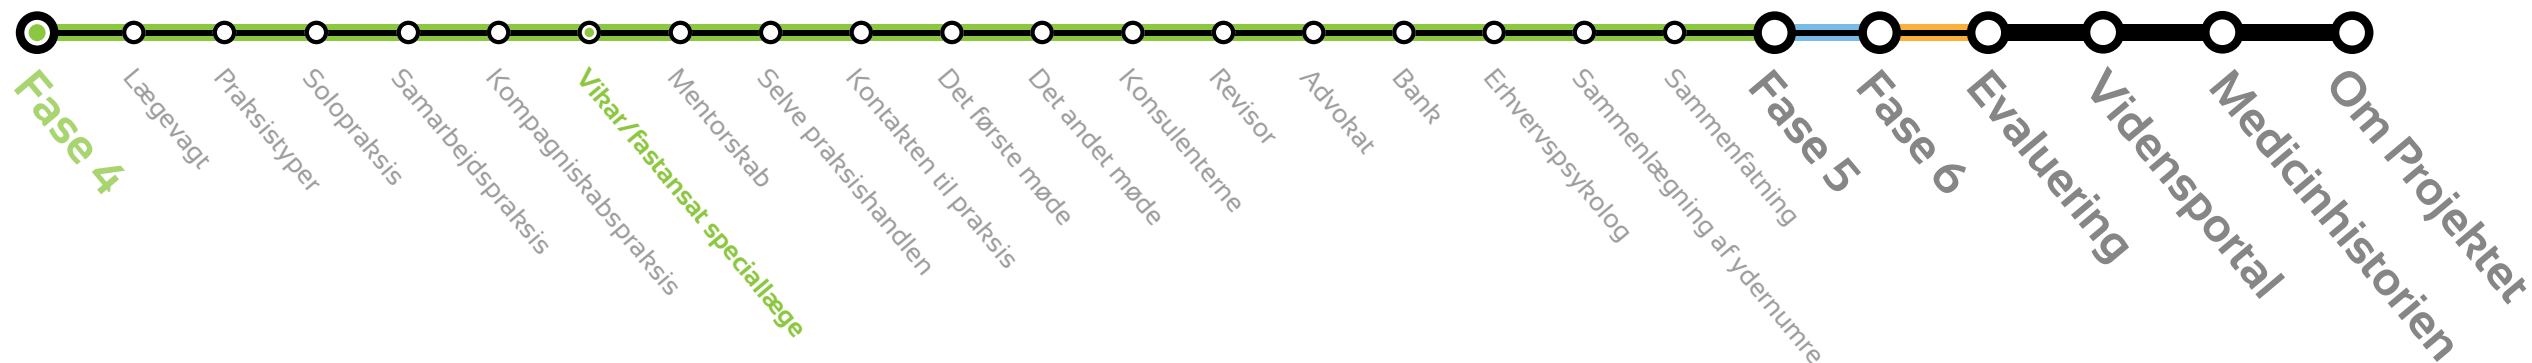 Fase 4
Lægevagt
Praksistyper
Solopraksis
Samarbejdspraksis
Kompagniskabspraksis
Vikar/fastansat speciallæge
Mentorskab
Selve praksishandlen
Kontakten til praksis
Det første møde
Det andet møde
Konsulenterne
Revisor
Advokat
Bank
Erhvervspsykolog
Sammenlægning af ydernumre
Sammenfatning
Fase 5
Fase 6
Evaluering
Vidensportal
Medicinhistorien
Om Projektet